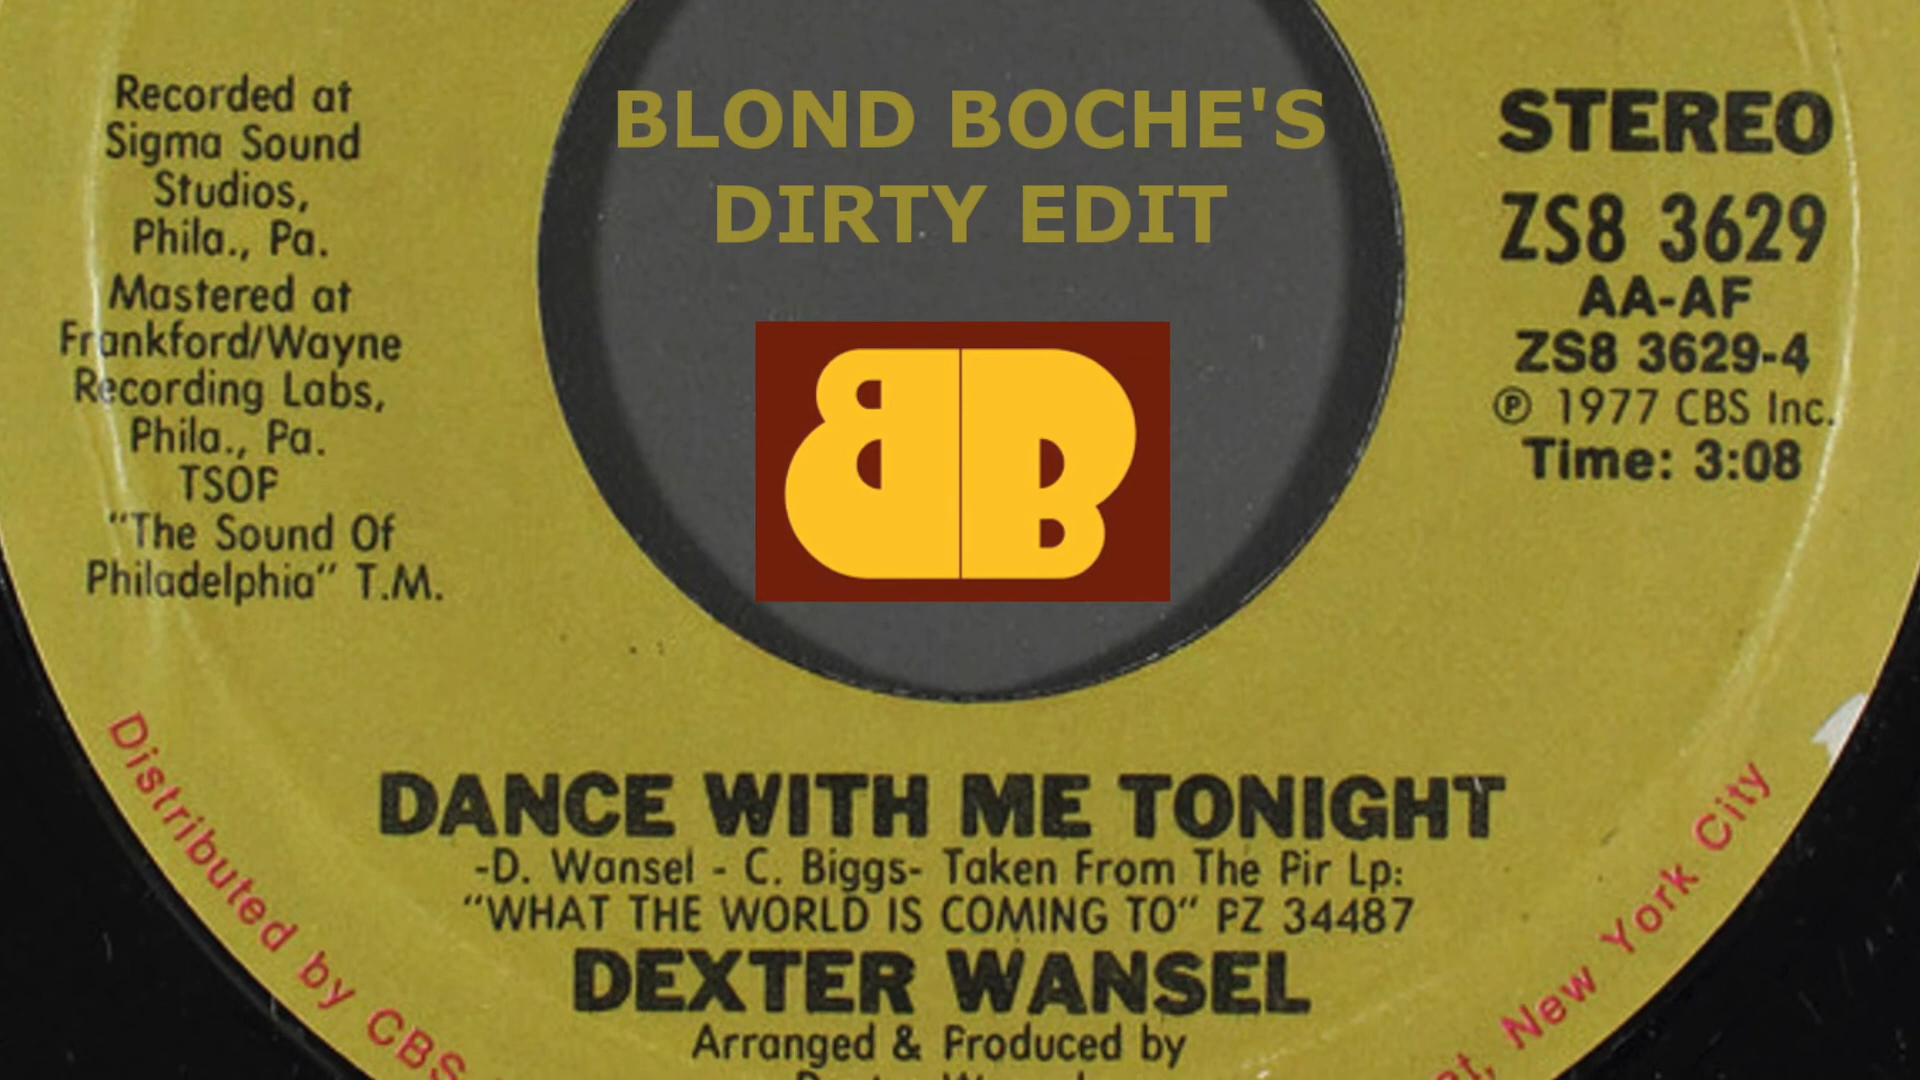 Recorded at
Sigma Sound
Studios,
Phila., Pa.
Mastered at
Frankford/Wayne
Recording Labs,
Phila., Pa.
TSOP
"The Sound Of
Philadelphia" T.M.
BLOND BOCHE'S
DIRTY EDIT
BB
STEREO
ZS8 3629
AA-AF
ZS8 3629-4
℗ 1977 CBS Inc.
Time: 3:08
DANCE WITH ME TONIGHT
-D. Wansel - C. Biggs- Taken From The Pir Lp:
"WHAT THE WORLD IS COMING TO" PZ 34487
DEXTER WANSEL
Arranged & Produced by
Distributed by CBS
New York City